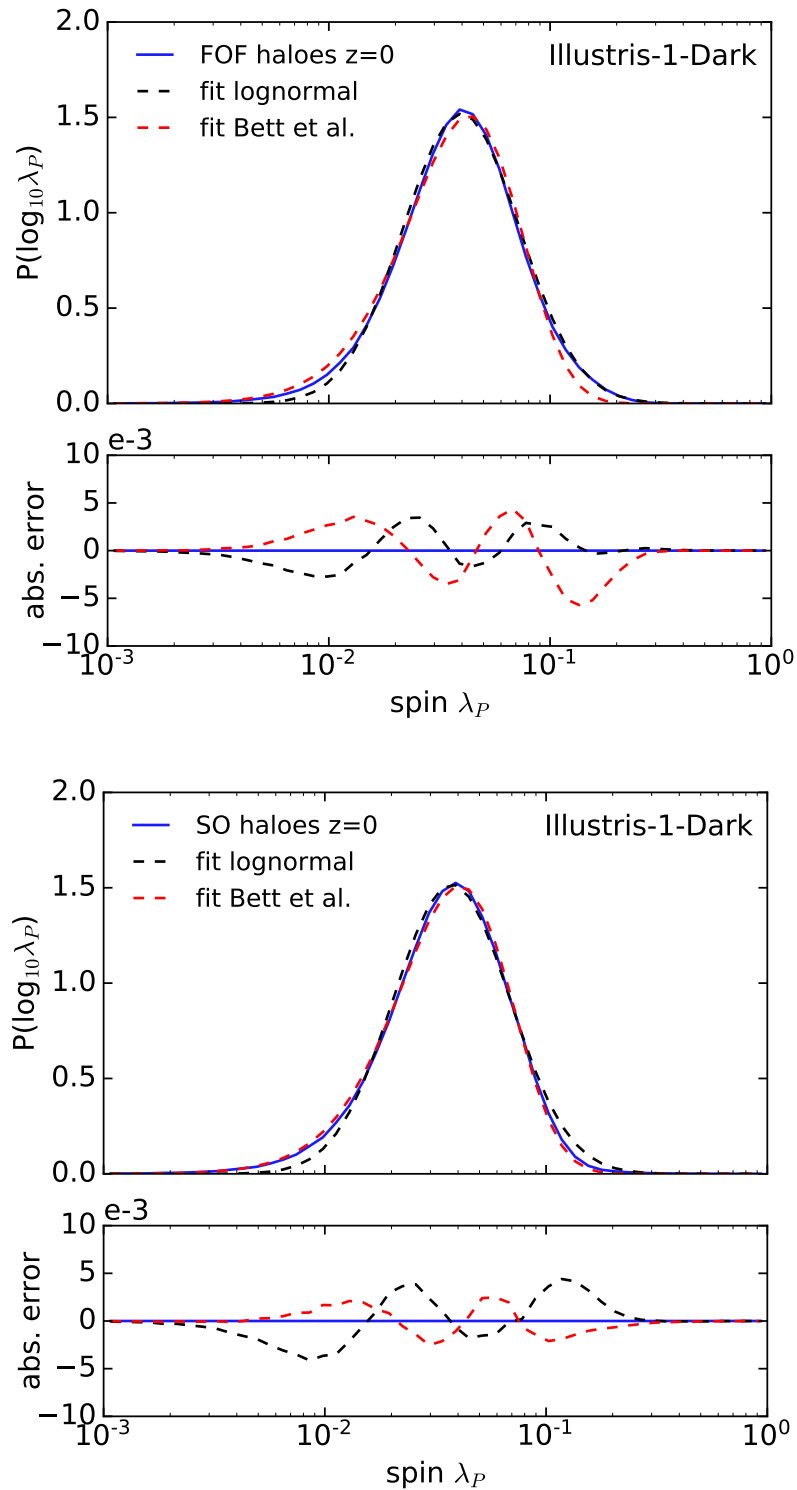 2.0
FOF haloes z=0
Illustris-1-Dark
fit lognormal
fit Bett et al.
1.5
P(log₁₀λ_P)
1.0
0.5
0.0
e-3
10
5
abs. error
0
−5
−10
10⁻³ 10⁻² 10⁻¹ 10⁰
spin λ_P
2.0
SO haloes z=0
Illustris-1-Dark
fit lognormal
fit Bett et al.
1.5
P(log₁₀λ_P)
1.0
0.5
0.0
e-3
10
5
abs. error
0
−5
−10
10⁻³ 10⁻² 10⁻¹ 10⁰
spin λ_P